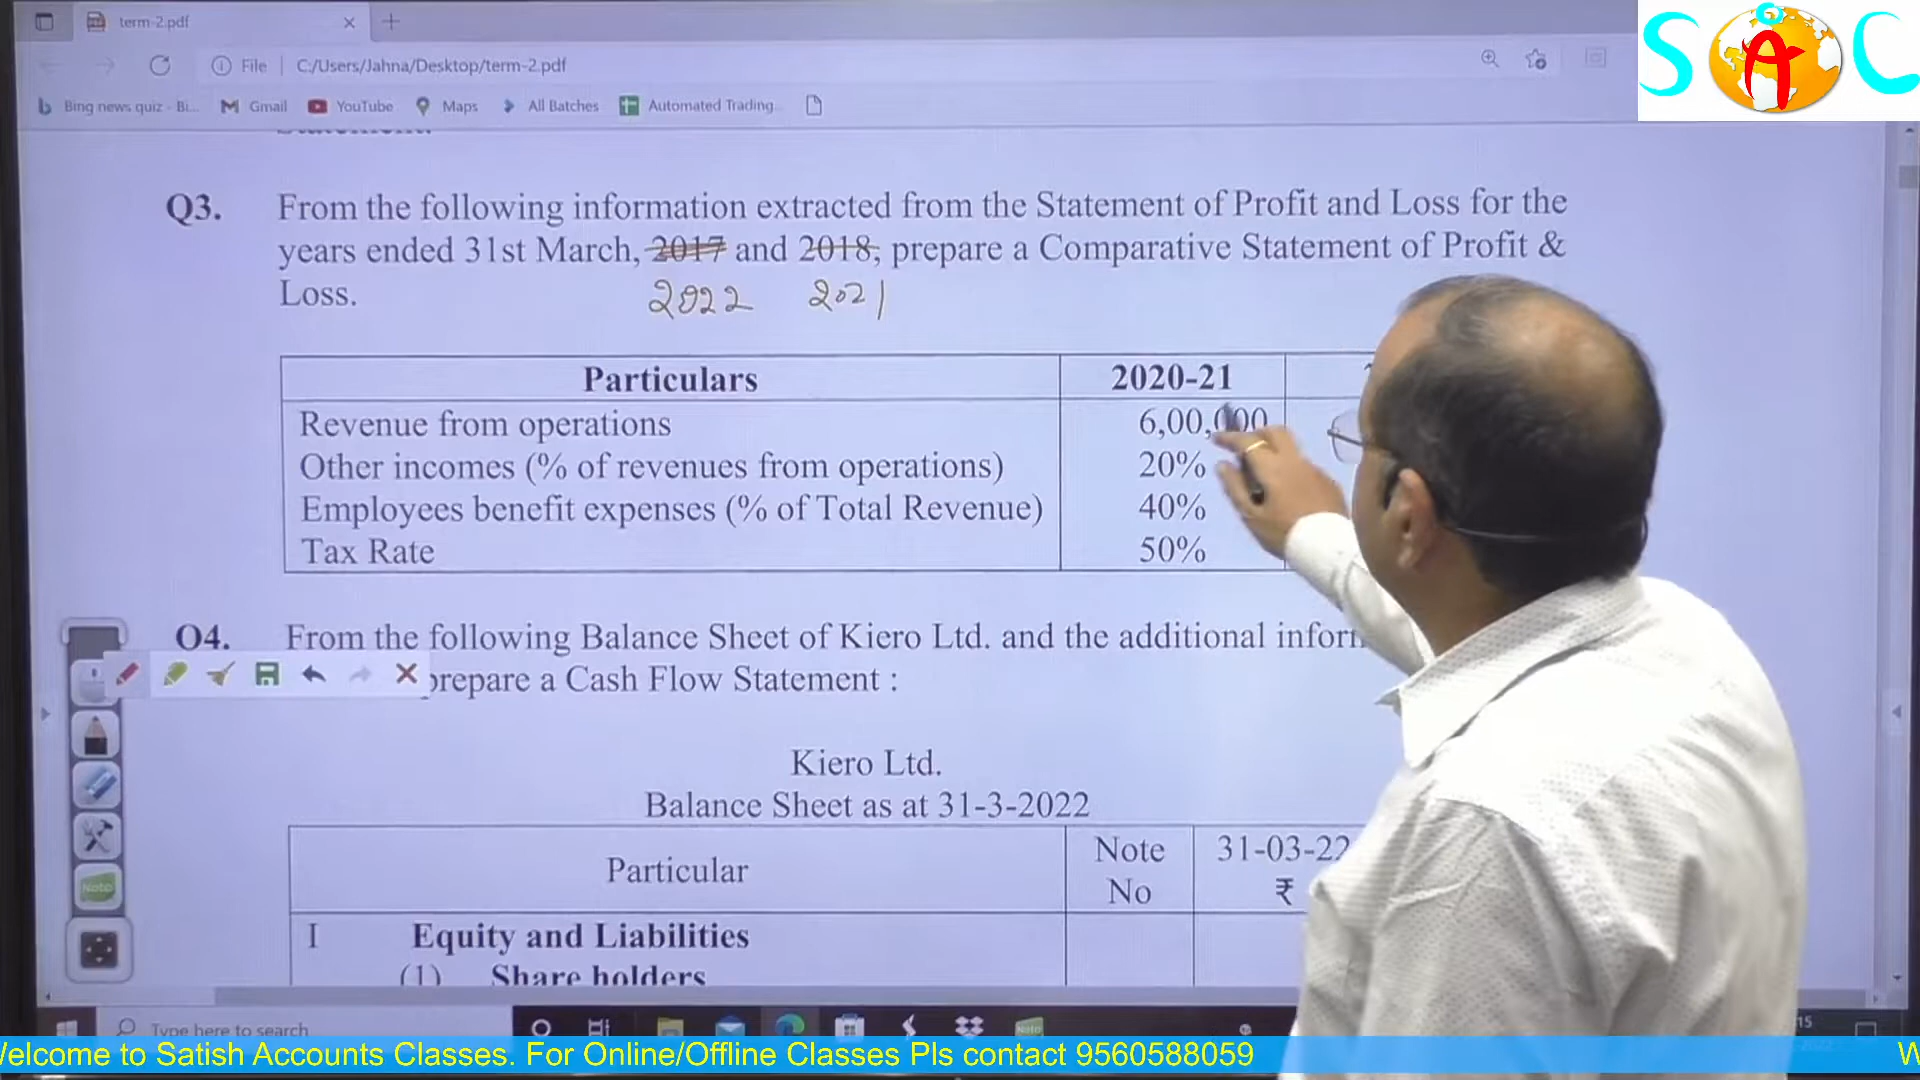 term-2.pdf
File | C:/Users/Jahna/Desktop/term-2.pdf
Bing news quiz - Bi... Gmail YouTube Maps All Batches Automated Trading...
SÅC
Q3. From the following information extracted from the Statement of Profit and Loss for the
years ended 31st March, 2017 and 2018, prepare a Comparative Statement of Profit &
Loss. 2022 2021
Particulars 2020-21
Revenue from operations 6,00,000
Other incomes (% of revenues from operations) 20%
Employees benefit expenses (% of Total Revenue) 40%
Tax Rate 50%
Q4. From the following Balance Sheet of Kiero Ltd. and the additional
prepare a Cash Flow Statement :
Kiero Ltd.
Balance Sheet as at 31-3-2022
Particular Note No 31-03-22 ₹
I Equity and Liabilities
(1) Share holders
Note
Type here to search
Welcome to Satish Accounts Classes. For Online/Offline Classes Pls contact 9560588059 W